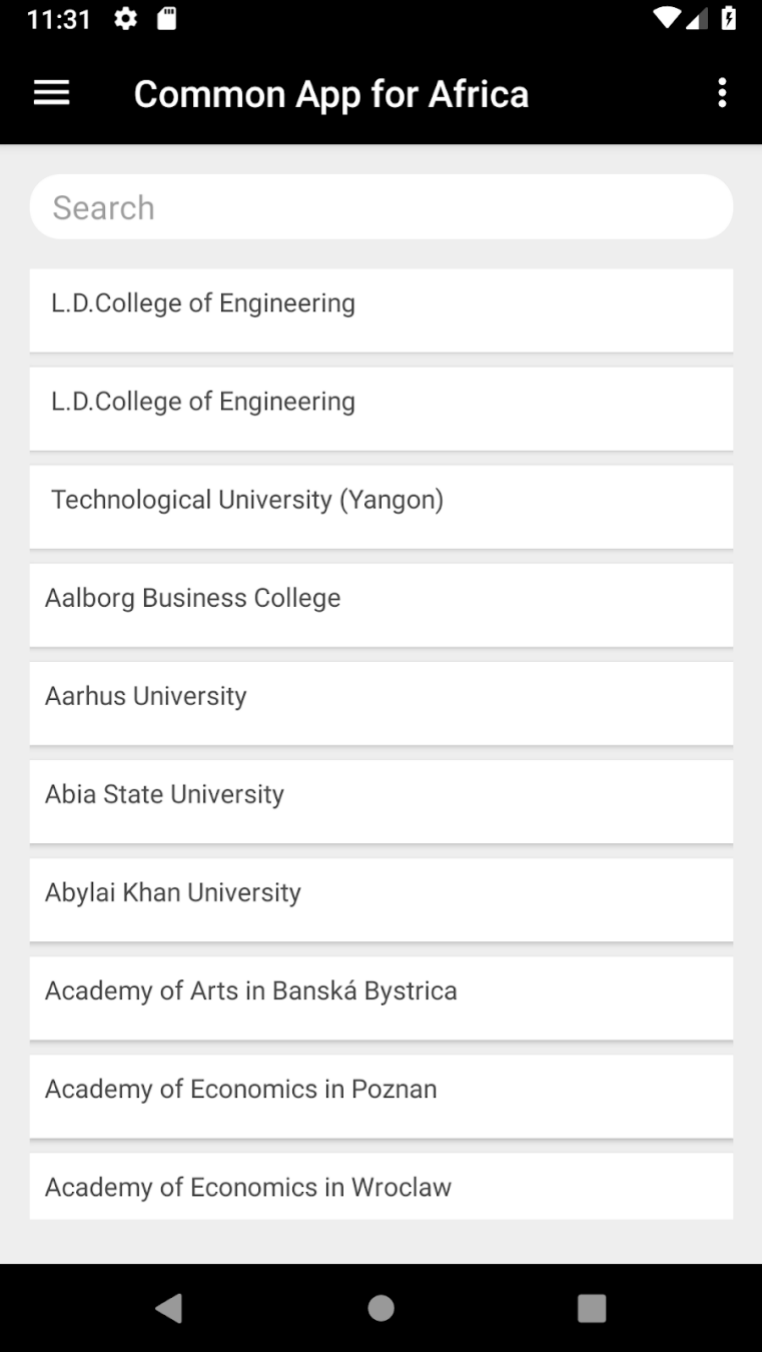 11:31
Common App for Africa
Search
L.D.College of Engineering
L.D.College of Engineering
Technological University (Yangon)
Aalborg Business College
Aarhus University
Abia State University
Abylai Khan University
Academy of Arts in Banská Bystrica
Academy of Economics in Poznan
Academy of Economics in Wroclaw